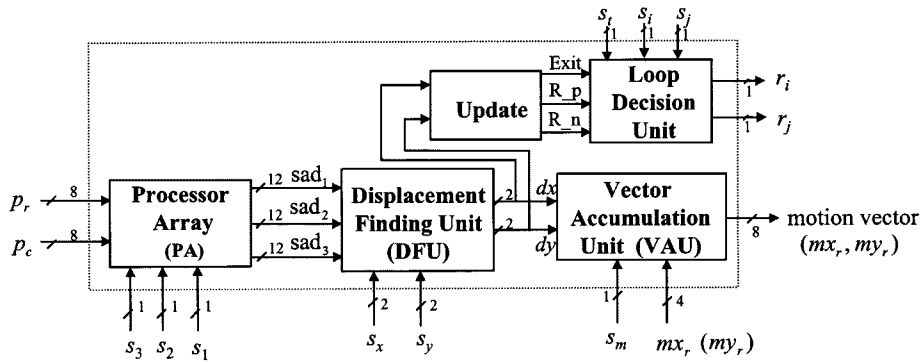 s_t s_i s_j
1 1 1
Exit
R_p
R_n
Update
Loop
Decision
Unit
1 r_i
1 r_j
p_r 8
p_c 8
Processor
Array
(PA)
12 sad_1
12 sad_2
12 sad_3
Displacement
Finding Unit
(DFU)
2 dx
2 dy
Vector
Accumulation
Unit (VAU)
8
motion vector
(mx_r, my_r)
1 1 1
s_3 s_2 s_1
2 2
s_x s_y
1 4
s_m mx_r (my_r)